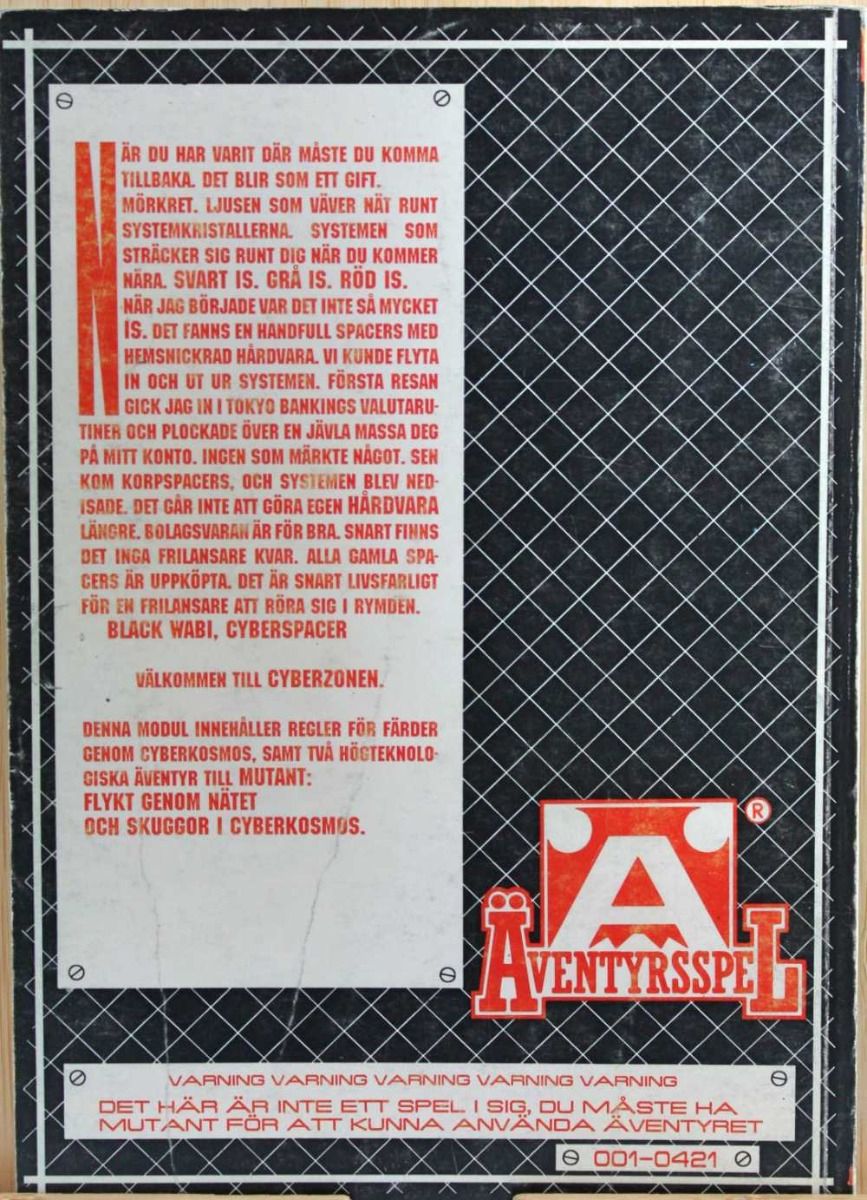 NÄR DU HAR VARIT DÄR MÅSTE DU KOMMA
TILLBAKA. DET BLIR SOM ETT GIFT.
MÖRKRET. LJUSEN SOM VÄVER NÄT RUNT
SYSTEMKRISTALLERNA. SYSTEMEN SOM
STRÄCKER SIG RUNT DIG NÄR DU KOMMER
NÄRA. SVART IS. GRÅ IS. RÖD IS.
NÄR JAG BÖRJADE VAR DET INTE SÅ MYCKET
IS. DET FANNS EN HANDFULL SPACERS MED
HEMSNICKRAD HÅRDVARA. VI KUNDE FLYTA
IN OCH UT UR SYSTEMEN. FÖRSTA RESAN
GICK JAG IN I TOKYO BANKINGS VALUTARU-
TINER OCH PLOCKADE ÖVER EN JÄVLA MASSA DEG
PÅ MITT KONTO. INGEN SOM MÄRKTE NÅGOT. SEN
KOM KORPSPACERS, OCH SYSTEMEN BLEV NED-
ISADE. DET GÅR INTE ATT GÖRA EGEN HÅRDVARA
LÄNGRE. BOLAGSVARAN ÄR FÖR BRA. SNART FINNS
DET INGA FRILANSARE KVAR. ALLA GAMLA SPA-
CERS ÄR UPPKÖPTA. DET ÄR SNART LIVSFARLIGT
FÖR EN FRILANSARE ATT RÖRA SIG I RYMDEN.
BLACK WABI, CYBERSPACER
VÄLKOMMEN TILL CYBERZONEN.
DENNA MODUL INNEHÅLLER REGLER FÖR FÄRDER
GENOM CYBERKOSMOS, SAMT TVÅ HÖGTEKNOLO-
GISKA ÄVENTYR TILL MUTANT:
FLYKT GENOM NÄTET
OCH SKUGGOR I CYBERKOSMOS.
®
ÄVENTYRSSPEL
VARNING VARNING VARNING VARNING VARNING
DET HÄR ÄR INTE ETT SPEL I SIG, DU MÅSTE HA
MUTANT FÖR ATT KUNNA ANVÄNDA ÄVENTYRET
001-0421